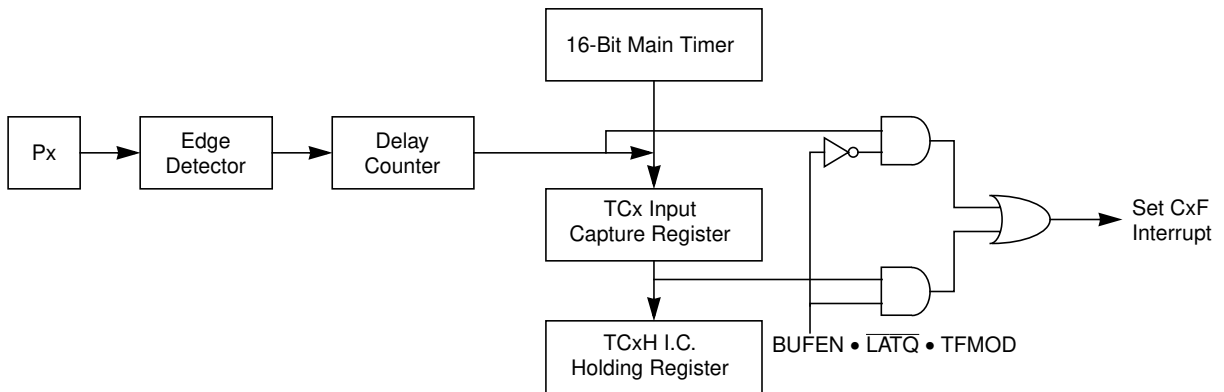 16-Bit Main Timer
Px
Edge
Detector
Delay
Counter
TCx Input
Capture Register
TCxH I.C.
Holding Register
BUFEN • L̅A̅T̅Q̅ • TFMOD
Set CxF
Interrupt